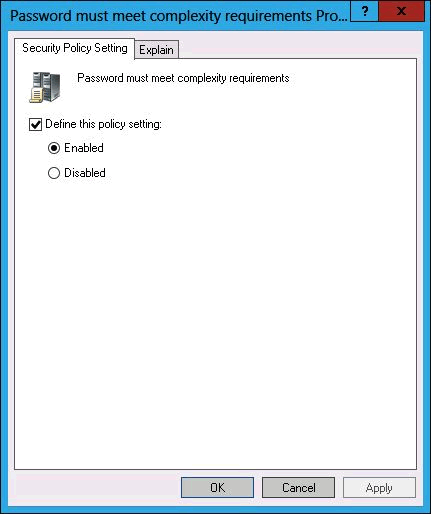 Password must meet complexity requirements Pro... ? x
Security Policy Setting Explain
Password must meet complexity requirements
Define this policy setting:
Enabled
Disabled
OK Cancel Apply